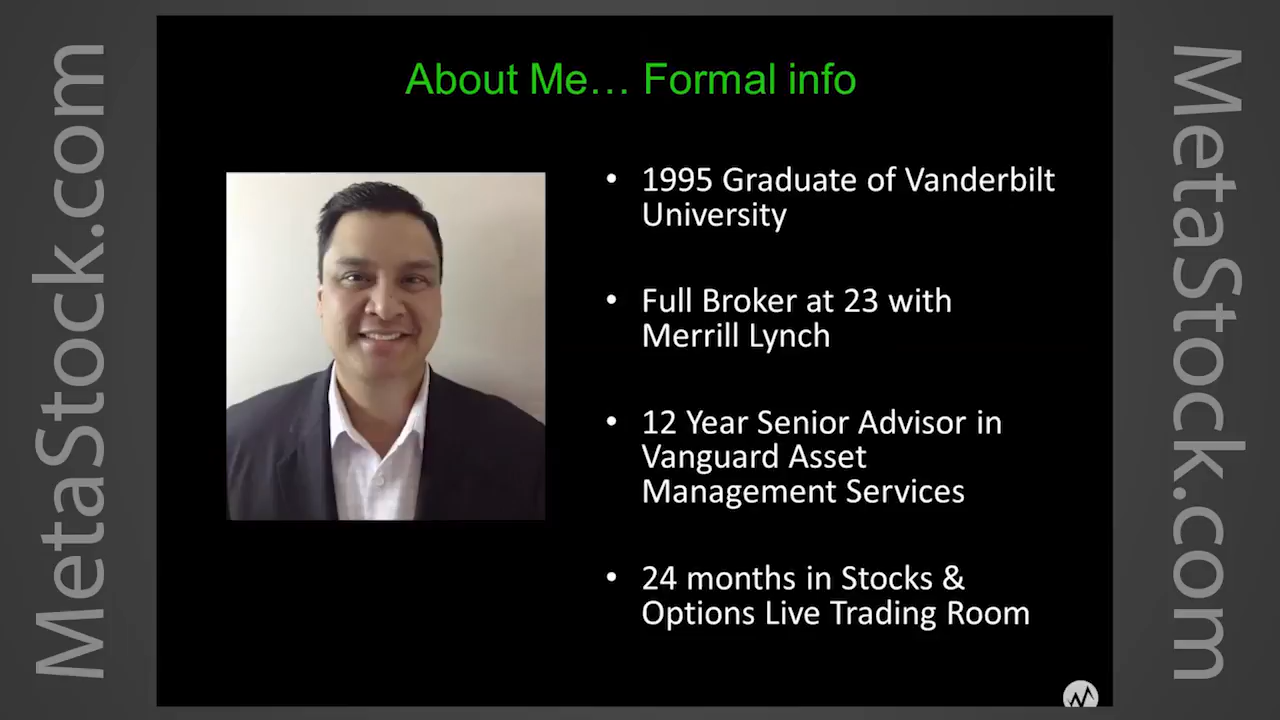 MetaStock.com
About Me… Formal info
• 1995 Graduate of Vanderbilt
University
• Full Broker at 23 with
Merrill Lynch
• 12 Year Senior Advisor in
Vanguard Asset
Management Services
• 24 months in Stocks &
Options Live Trading Room
MetaStock.com